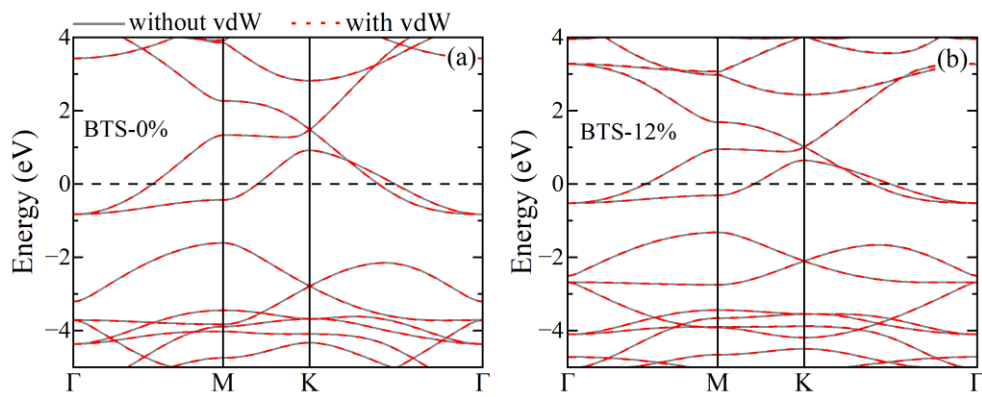 without vdW with vdW
(a)
BTS-0%
Energy (eV)
4
2
0
−2
−4
Γ M K Γ
(b)
BTS-12%
Energy (eV)
4
2
0
−2
−4
Γ M K Γ